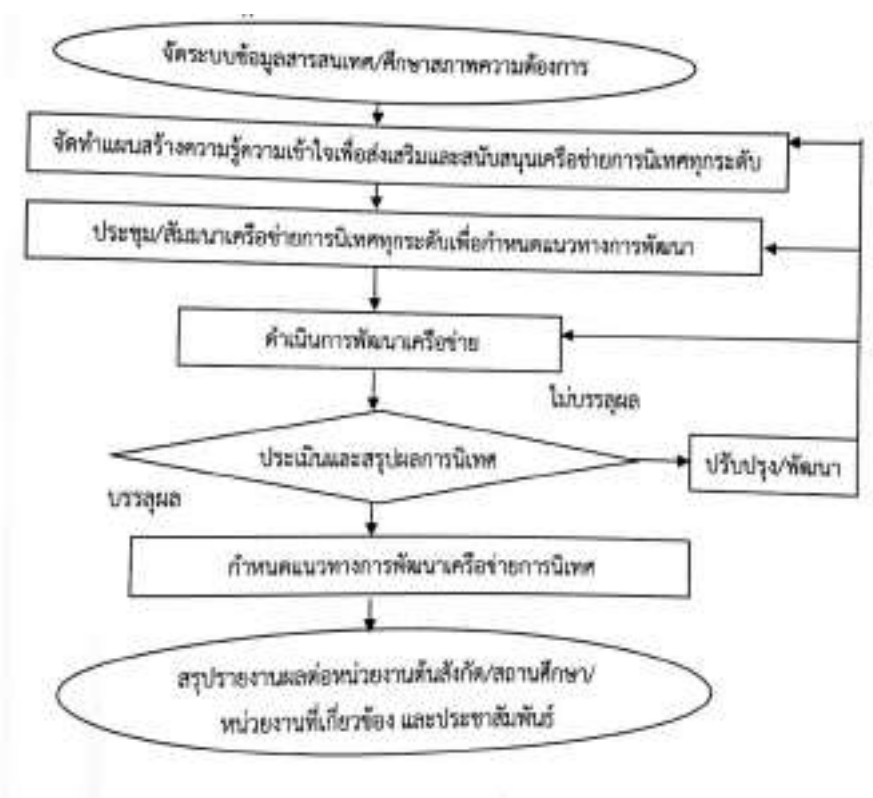 จัดระบบข้อมูลสารสนเทศ/ศึกษาสภาพความต้องการ
จัดทำแผนสร้างความรู้ความเข้าใจเพื่อส่งเสริมและสนับสนุนเครือข่ายการนิเทศทุกระดับ
ประชุม/สัมมนาเครือข่ายการนิเทศทุกระดับเพื่อกำหนดแนวทางการพัฒนา
ดำเนินการพัฒนาเครือข่าย
ไม่บรรลุผล
ประเมินและสรุปผลการนิเทศ
ปรับปรุง/พัฒนา
บรรลุผล
กำหนดแนวทางการพัฒนาเครือข่ายการนิเทศ
สรุปรายงานผลต่อหน่วยงานต้นสังกัด/สถานศึกษา/
หน่วยงานที่เกี่ยวข้อง และประชาสัมพันธ์